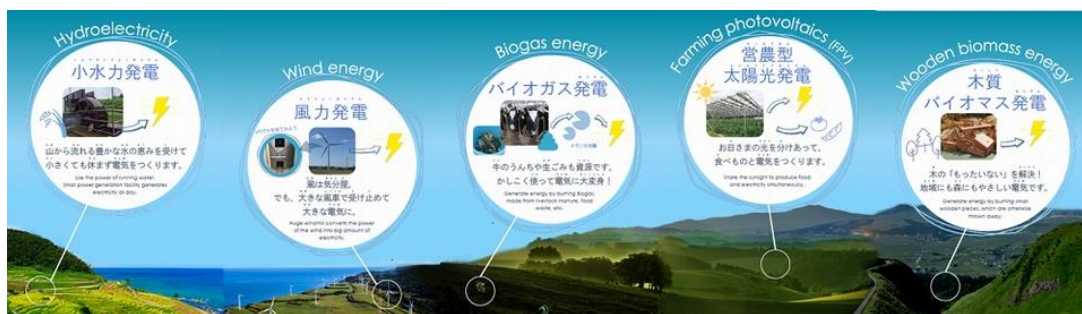 Hydroelectricity
小水力発電
山から流れる豊かな水の恵みを受けて
小さくても休まず電気をつくります。
Use the power of running water.
Small power generation facility generates
electricity all day.
Wind energy
風力発電
風は気分屋。
でも、大きな風車で受け止めて
大きな電気に。
Huge windmill converts the power
of the wind into big amount of
electricity.
Biogas energy
バイオガス発電
牛のうんちや生ごみも資源です。
かしこく使って電気に大変身!
Generate energy by burning Biogas,
made from livestock manure, food
waste, etc.
Farming photovoltaics (FPV)
営農型
太陽光発電
お日さまの光を分けあって、
食べものと電気をつくります。
Share the sunlight to produce food
and electricity simultaneously.
Wooden biomass energy
木質
バイオマス発電
木の「もったいない」を解決!
地域にも森にもやさしい電気です。
Generate energy by burning small
wooden pieces, which are otherwise
thrown away.